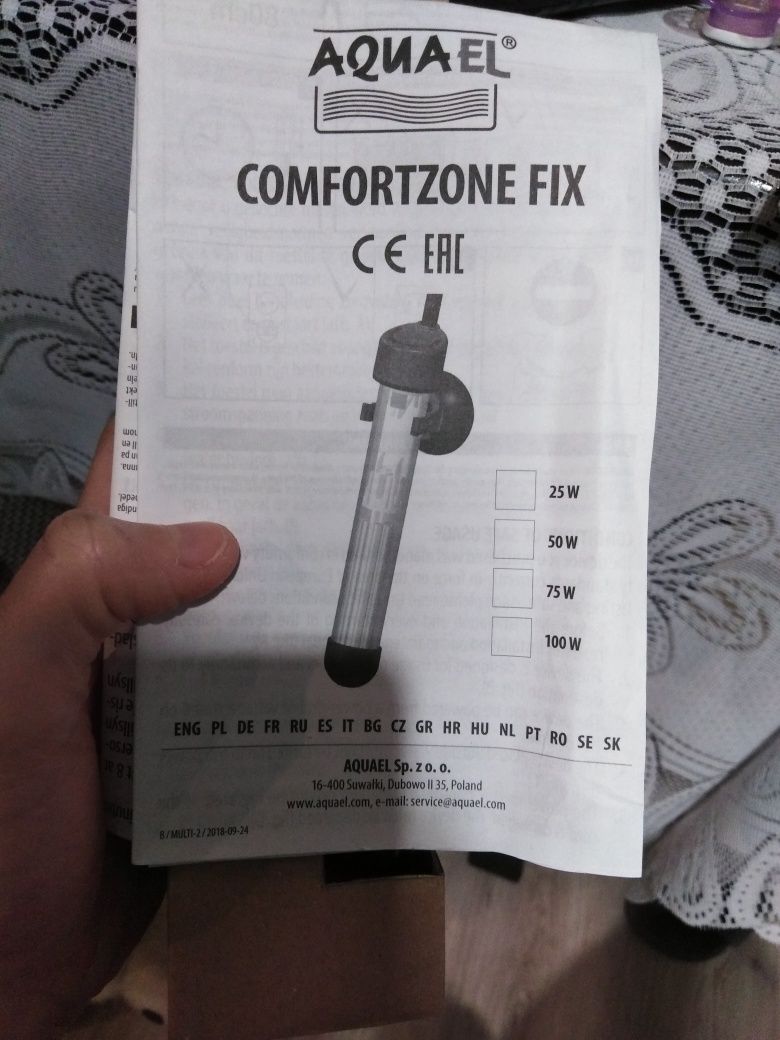 AQUAEL®
COMFORTZONE FIX
CE EAC
25 W
50 W
75 W
100 W
ENG PL DE FR RU ES IT BG CZ GR HR HU NL PT RO SE SK
AQUAEL Sp. z o. o.
16-400 Suwałki, Dubowo II 35, Poland
www.aquael.com, e-mail: service@aquael.com
B / MULTI-2 / 2018-09-24